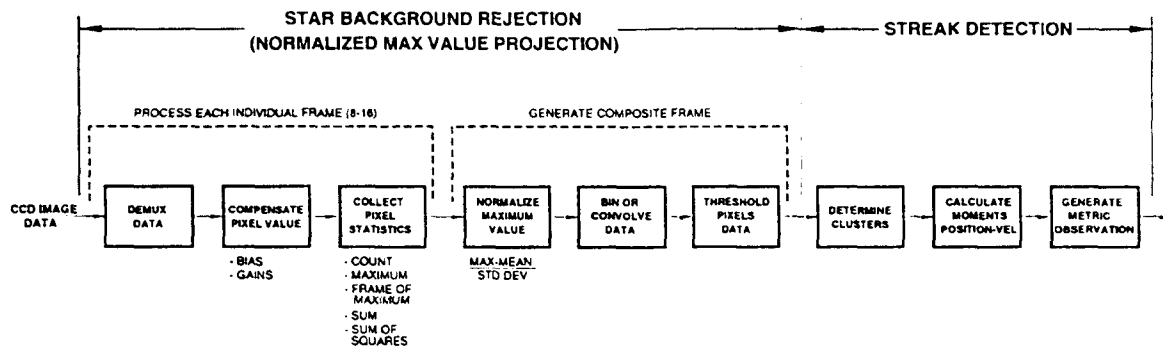 STAR BACKGROUND REJECTION
(NORMALIZED MAX VALUE PROJECTION)
STREAK DETECTION
PROCESS EACH INDIVIDUAL FRAME (8-16)
GENERATE COMPOSITE FRAME
CCD IMAGE
DATA
DEMUX
DATA
COMPENSATE
PIXEL VALUE
- BIAS
- GAINS
COLLECT
PIXEL
STATISTICS
- COUNT
- MAXIMUM
- FRAME OF
MAXIMUM
- SUM
- SUM OF
SQUARES
NORMALIZE
MAXIMUM
VALUE
MAX-MEAN
STD DEV
BIN OR
CONVOLVE
DATA
THRESHOLD
PIXELS
DATA
DETERMINE
CLUSTERS
CALCULATE
MOMENTS
POSITION-VEL
GENERATE
METRIC
OBSERVATION